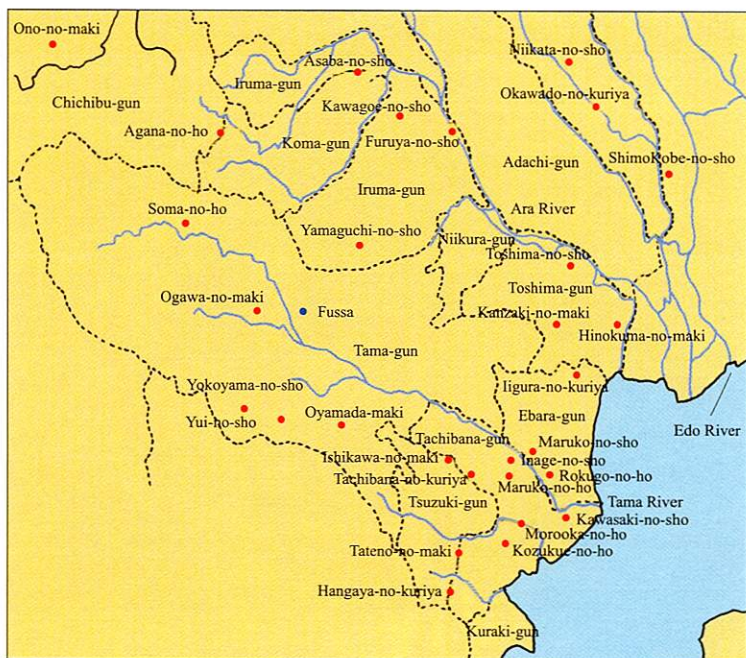 Ono-no-maki
Niikata-no-sho
Asaba-no-sho
Iruma-gun
Okawado-no-kuriya
Chichibu-gun
Kawagoe-no-sho
Agana-no-ho
Koma-gun
Furuya-no-sho
Adachi-gun
ShimoKobe-no-sho
Iruma-gun
Ara River
Soma-no-ho
Yamaguchi-no-sho
Niikura-gun
Toshima-no-sho
Toshima-gun
Ogawa-no-maki
Fussa
Kanzaki-no-maki
Hinokuma-no-maki
Tama-gun
Iigura-no-kuriya
Yokoyama-no-sho
Ebara-gun
Yui-no-sho
Oyamada-maki
Edo River
Tachibana-gun
Maruko-no-sho
Ishikawa-no-maki
Inage-no-sho
Tachibana-no-kuriya
Rokugo-no-ho
Maruko-no-ho
Tsuzuki-gun
Tama River
Kawasaki-no-sho
Morooka-no-ho
Tateno-no-maki
Kozukue-no-ho
Hangaya-no-kuriya
Kuraki-gun